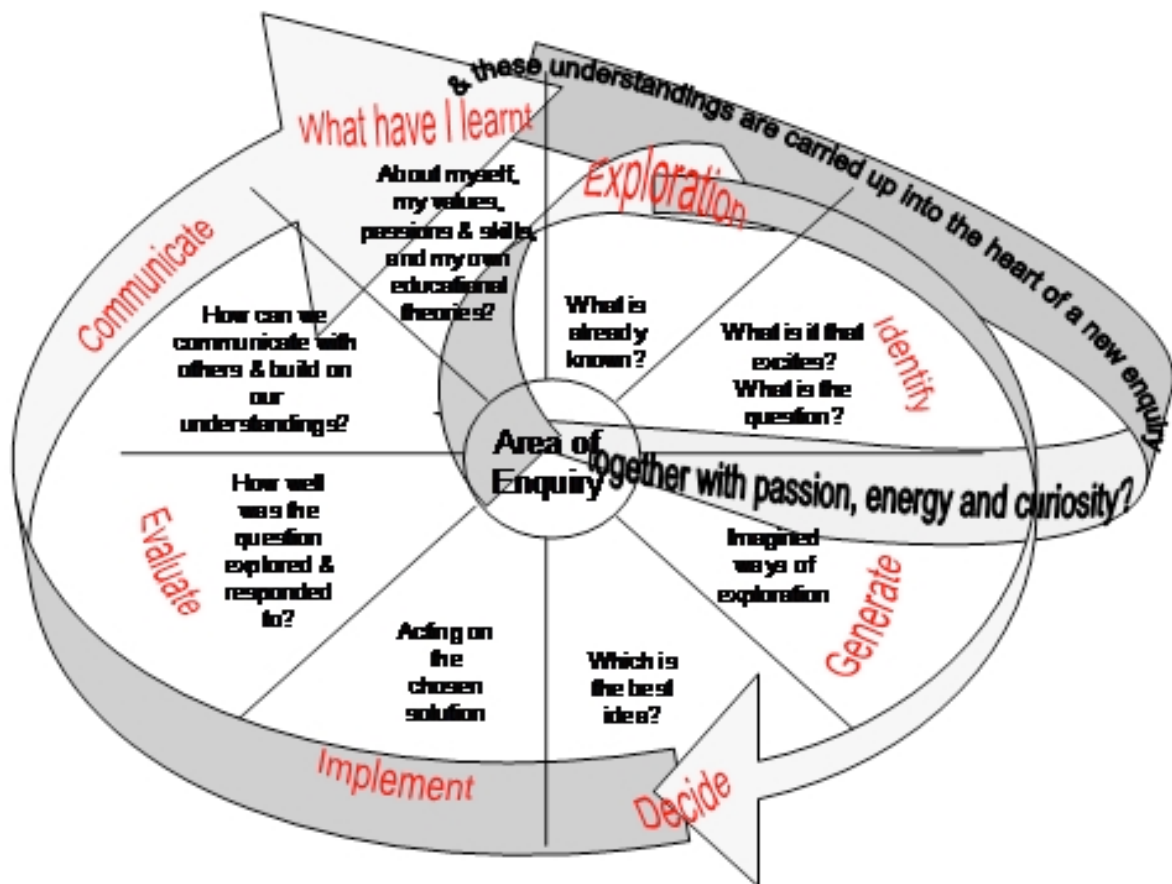 & these understandings are carried up into the heart of a new enquiry
What have I learnt
About myself,
my values,
passions & skills,
and my own
educational
theories?
Exploration
What is
already
known?
Identify
What is it that
excites?
What is the
question?
Communicate
How can we
communicate with
others & build on
our
understandings?
Area of
Enquiry
together with passion, energy and curiosity?
Evaluate
How well
was the
question
explored &
responded
to?
Imagined
ways of
exploration
Generate
Acting on
the
chosen
solution
Which is
the best
idea?
Implement
Decide